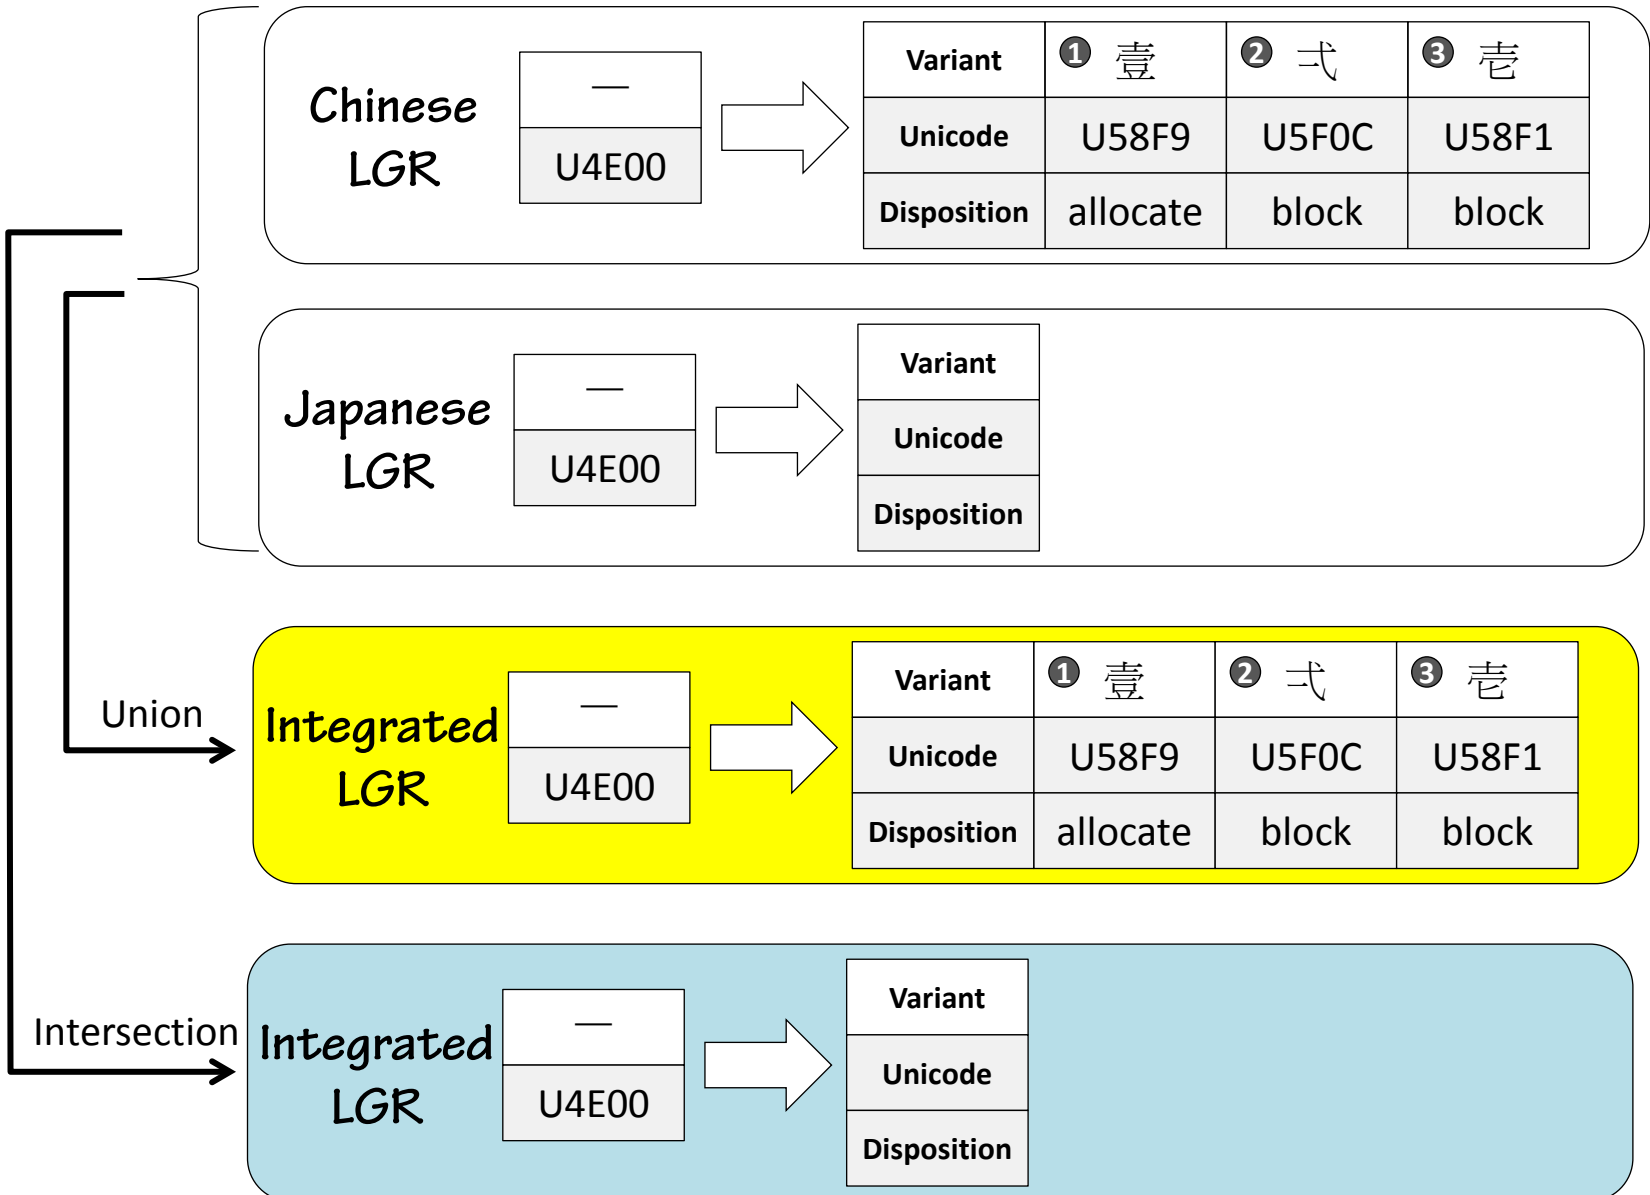 Chinese
LGR
一
U4E00
Variant ❶ 壹 ❷ 弌 ❸ 壱
Unicode U58F9 U5F0C U58F1
Disposition allocate block block
Japanese
LGR
一
U4E00
Variant
Unicode
Disposition
Union
Integrated
LGR
一
U4E00
Variant ❶ 壹 ❷ 弌 ❸ 壱
Unicode U58F9 U5F0C U58F1
Disposition allocate block block
Intersection
Integrated
LGR
一
U4E00
Variant
Unicode
Disposition